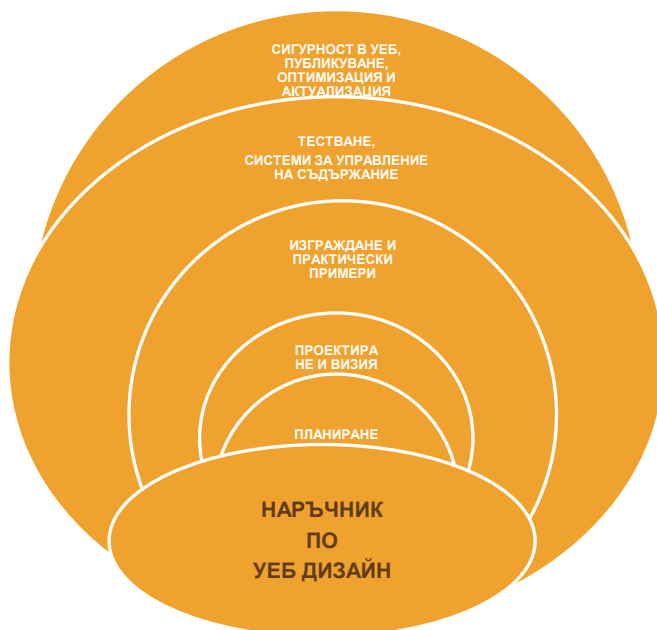 СИГУРНОСТ В УЕБ,
ПУБЛИКУВАНЕ,
ОПТИМИЗАЦИЯ И
АКТУАЛИЗАЦИЯ
ТЕСТВАНЕ,
СИСТЕМИ ЗА УПРАВЛЕНИЕ
НА СЪДЪРЖАНИЕ
ИЗГРАЖДАНЕ И
ПРАКТИЧЕСКИ
ПРИМЕРИ
ПРОЕКТИРА
НЕ И ВИЗИЯ
ПЛАНИРАНЕ
НАРЪЧНИК
ПО
УЕБ ДИЗАЙН